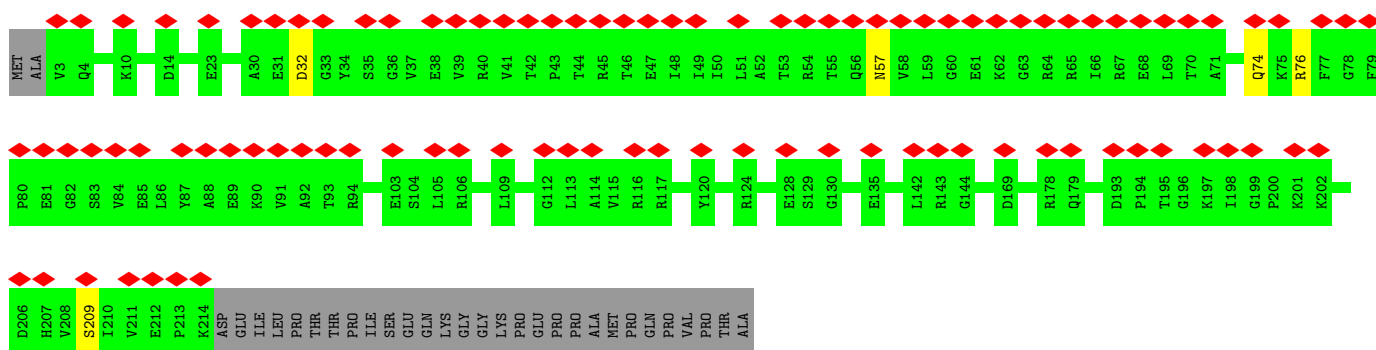 MET ALA V3 Q4 K10 D14 E23 A30 E31 D32 G33 Y34 S35 G36 V37 E38 V39 R40 V41 T42 P43 T44 R45 T46 E47 I48 I49 I50 L51 A52 T53 R54 T55 Q56 N57 V58 L59 G60 E61 K62 G63 R64 R65 I66 R67 E68 L69 T70 A71 Q74 K75 R76 F77 G78 F79
P80 E81 G82 S83 V84 E85 L86 Y87 A88 E89 K90 V91 A92 T93 R94 E103 S104 L105 R106 L109 G112 L113 A114 V115 R116 R117 Y120 R124 E128 S129 G130 E135 L142 R143 G144 D169 R178 Q179 D193 P194 T195 G196 K197 I198 G199 P200 K201 K202
D206 H207 V208 S209 I210 V211 E212 P213 K214 ASP GLU ILE LEU PRO THR THR PRO ILE SER GLU GLN LYS GLY GLY LYS PRO GLU PRO PRO ALA MET PRO GLN PRO VAL PRO THR ALA